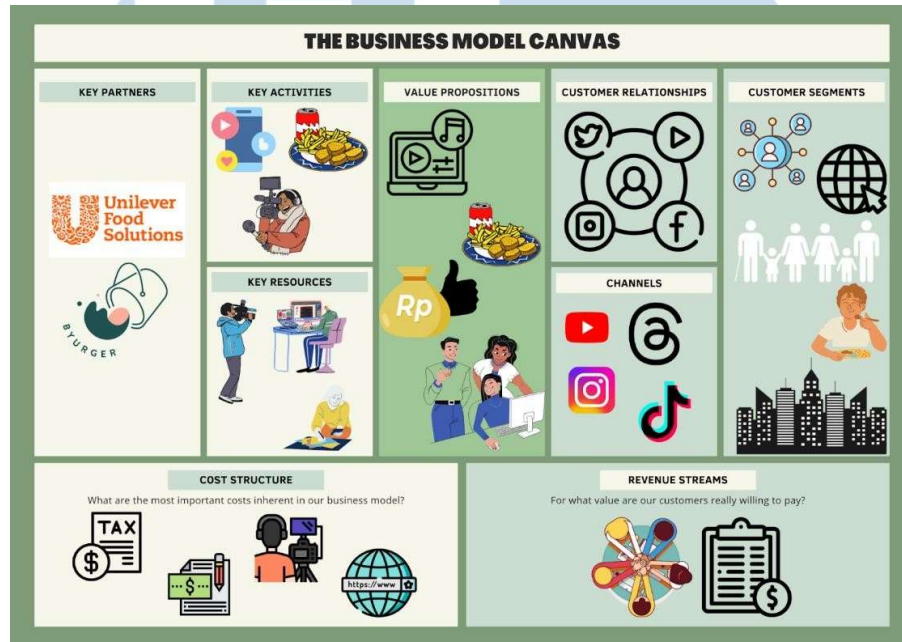 THE BUSINESS MODEL CANVAS
KEY PARTNERS
Unilever
Food
Solutions
BYURGER
KEY ACTIVITIES
KEY RESOURCES
VALUE PROPOSITIONS
Rp
CUSTOMER RELATIONSHIPS
CHANNELS
CUSTOMER SEGMENTS
COST STRUCTURE
What are the most important costs inherent in our business model?
TAX
$
$
https://www
REVENUE STREAMS
For what value are our customers really willing to pay?
$